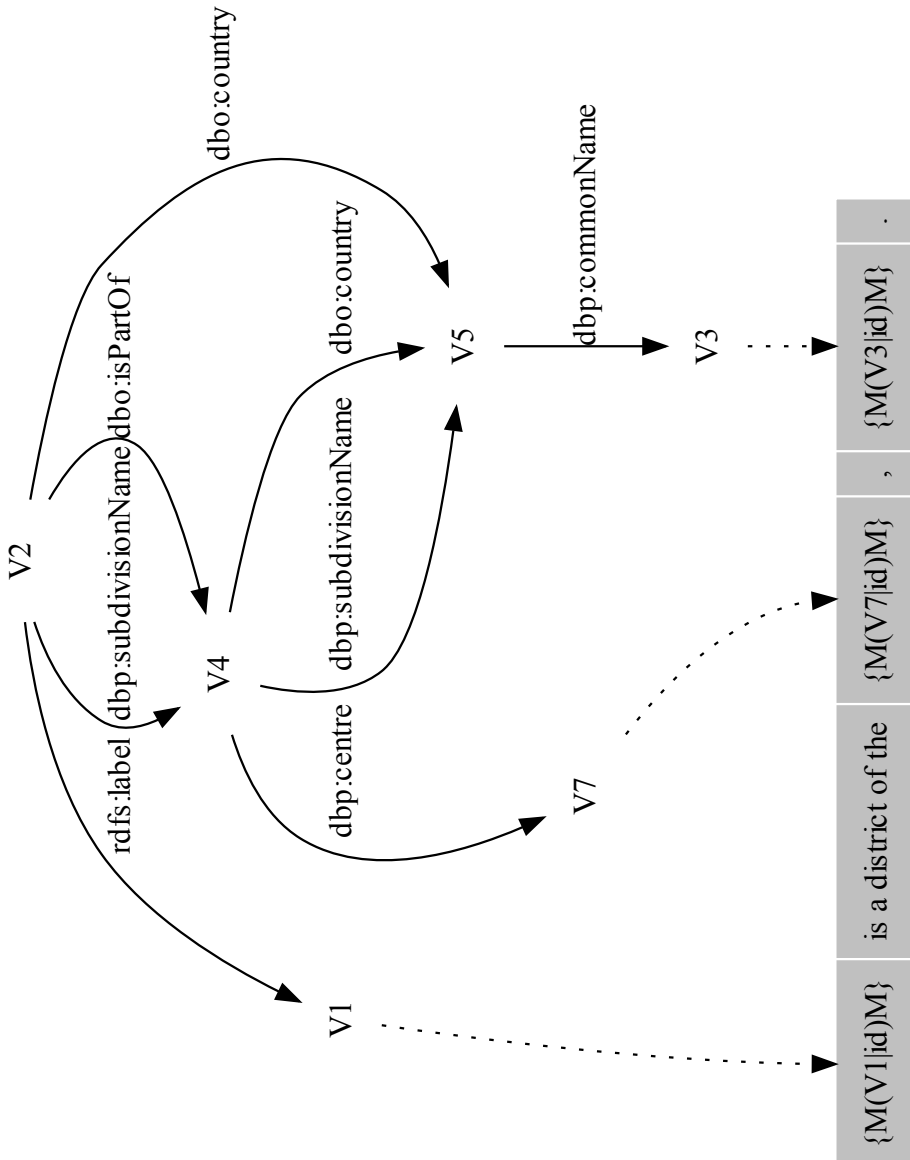 V2
dbo:country
dbo:isPartOf
dbp:subdivisionName
rdfs:label
V4
dbo:country
dbp:subdivisionName
dbp:centre
V1
V5
dbp:commonName
V7
V3
{M(V1|id)M} is a district of the {M(V7|id)M} , {M(V3|id)M} .